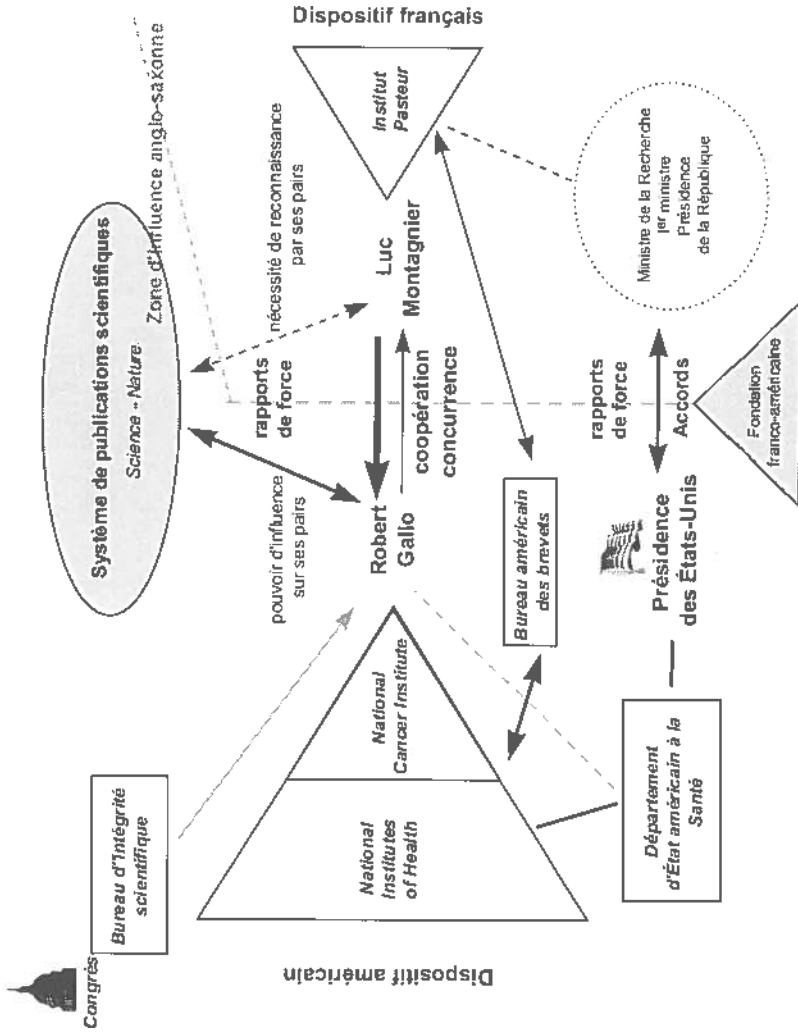 Dispositif français
Institut
Pasteur
Zone d'influence anglo-saxonne
Système de publications scientifiques
Science - Nature
nécessité de reconnaissance
par ses pairs
Luc
Montagnier
rapports
de force
coopération
concurrence
pouvoir d'influence
sur ses pairs
Robert
Gallo
Ministre de la Recherche
1er ministre
Présidence
de la République
rapports
de force
Accords
Fondation
franco-américaine
Bureau américain
des brevets
Présidence
des États-Unis
National
Cancer Institute
National
Institutes
of Health
Département
d'État américain à la
Santé
Bureau d'Intégrité
scientifique
Congrès
Dispositif américain